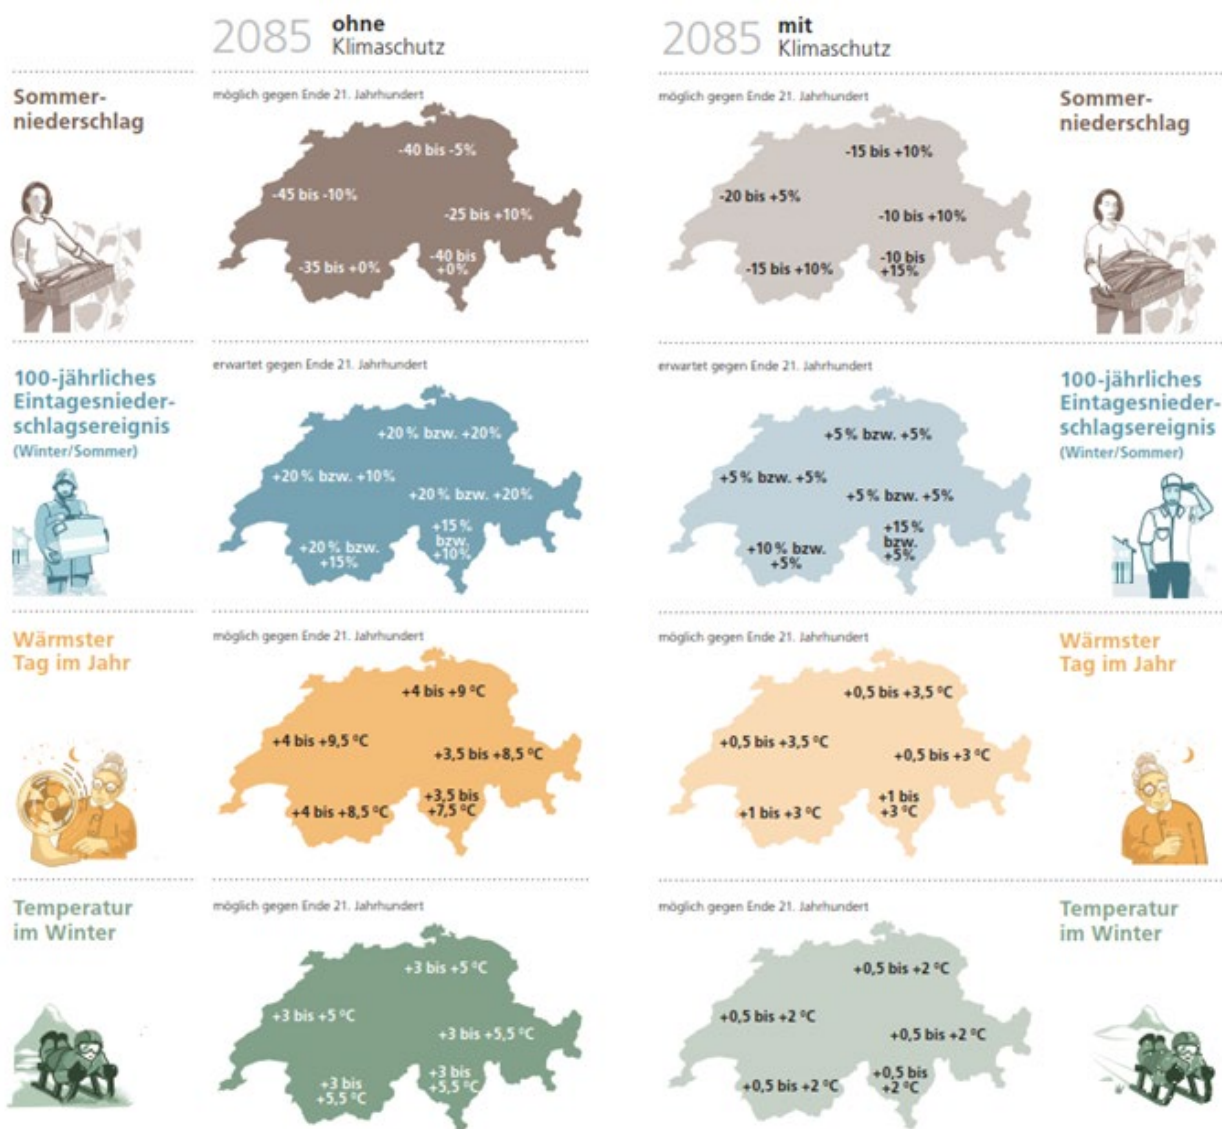 2085 ohne
Klimaschutz
2085 mit
Klimaschutz
Sommer-
niederschlag
möglich gegen Ende 21. Jahrhundert
-40 bis -5%
-45 bis -10%
-25 bis +10%
-35 bis +0%
-40 bis
+0%
möglich gegen Ende 21. Jahrhundert
-15 bis +10%
-20 bis +5%
-10 bis +10%
-15 bis +10%
-10 bis
+15%
Sommer-
niederschlag
100-jährliches
Eintagesnieder-
schlagsereignis
(Winter/Sommer)
erwartet gegen Ende 21. Jahrhundert
+20 % bzw. +20%
+20 % bzw. +10%
+20 % bzw. +20%
+20 % bzw.
+15%
+15 %
bzw.
+10%
erwartet gegen Ende 21. Jahrhundert
+5 % bzw. +5%
+5 % bzw. +5%
+5 % bzw. +5%
+10 % bzw.
+5%
+15 %
bzw.
+5%
100-jährliches
Eintagesnieder-
schlagsereignis
(Winter/Sommer)
Wärmster
Tag im Jahr
möglich gegen Ende 21. Jahrhundert
+4 bis +9 °C
+4 bis +9,5 °C
+3,5 bis +8,5 °C
+4 bis +8,5 °C
+3,5 bis
+7,5 °C
möglich gegen Ende 21. Jahrhundert
+0,5 bis +3,5 °C
+0,5 bis +3,5 °C
+0,5 bis +3 °C
+1 bis +3 °C
+1 bis
+3 °C
Wärmster
Tag im Jahr
Temperatur
im Winter
möglich gegen Ende 21. Jahrhundert
+3 bis +5 °C
+3 bis +5 °C
+3 bis +5,5 °C
+3 bis
+5,5 °C
+3 bis
+5,5 °C
möglich gegen Ende 21. Jahrhundert
+0,5 bis +2 °C
+0,5 bis +2 °C
+0,5 bis +2 °C
+0,5 bis +2 °C
+0,5 bis
+2 °C
Temperatur
im Winter